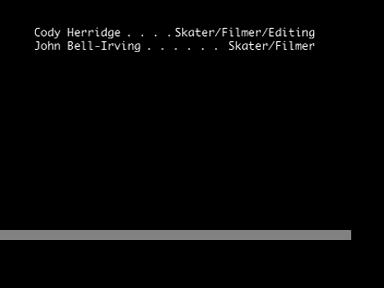 Cody Herridge . . . . Skater/Filmer/Editing
John Bell-Irving . . . . . . Skater/Filmer